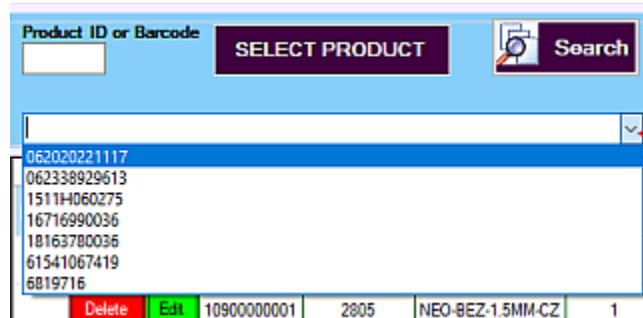 Product ID or Barcode
SELECT PRODUCT
Search
062020221117
062338929613
1511H060275
16716990036
18163780036
61541067419
6819716
Delete Edit 10900000001 2805 NEO-BEZ-1.5MM-CZ 1